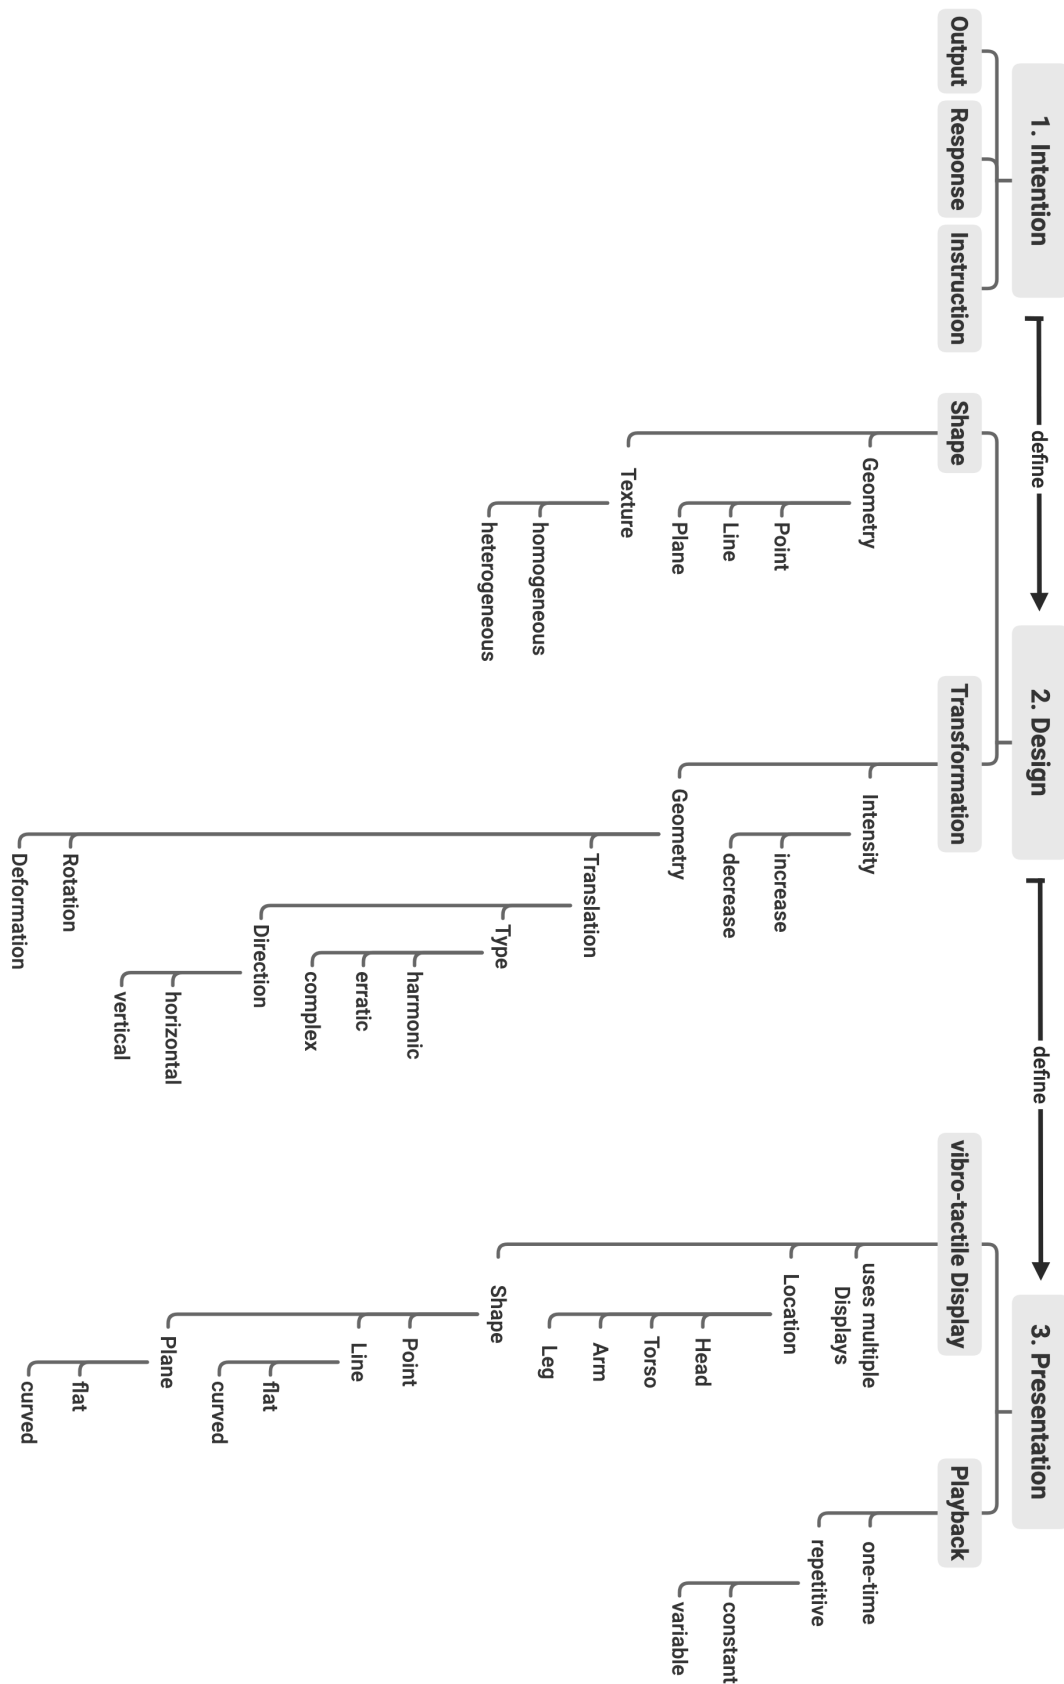 1. Intention
Output
Response
Instruction
define
2. Design
Shape
Geometry
Point
Line
Plane
Texture
homogeneous
heterogeneous
Transformation
Intensity
increase
decrease
Geometry
Translation
Type
harmonic
erratic
complex
Direction
horizontal
vertical
Rotation
Deformation
define
3. Presentation
vibro-tactile Display
uses multiple
Displays
Location
Head
Torso
Arm
Leg
Shape
Point
Line
flat
curved
Plane
flat
curved
Playback
one-time
repetitive
constant
variable